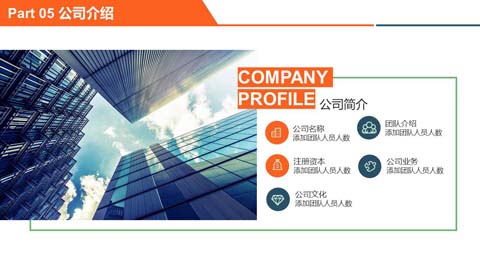 Part 05 公司介绍
COMPANY
PROFILE 公司简介
公司名称
添加团队人员人数
团队介绍
添加团队人员人数
注册资本
添加团队人员人数
公司业务
添加团队人员人数
公司文化
添加团队人员人数